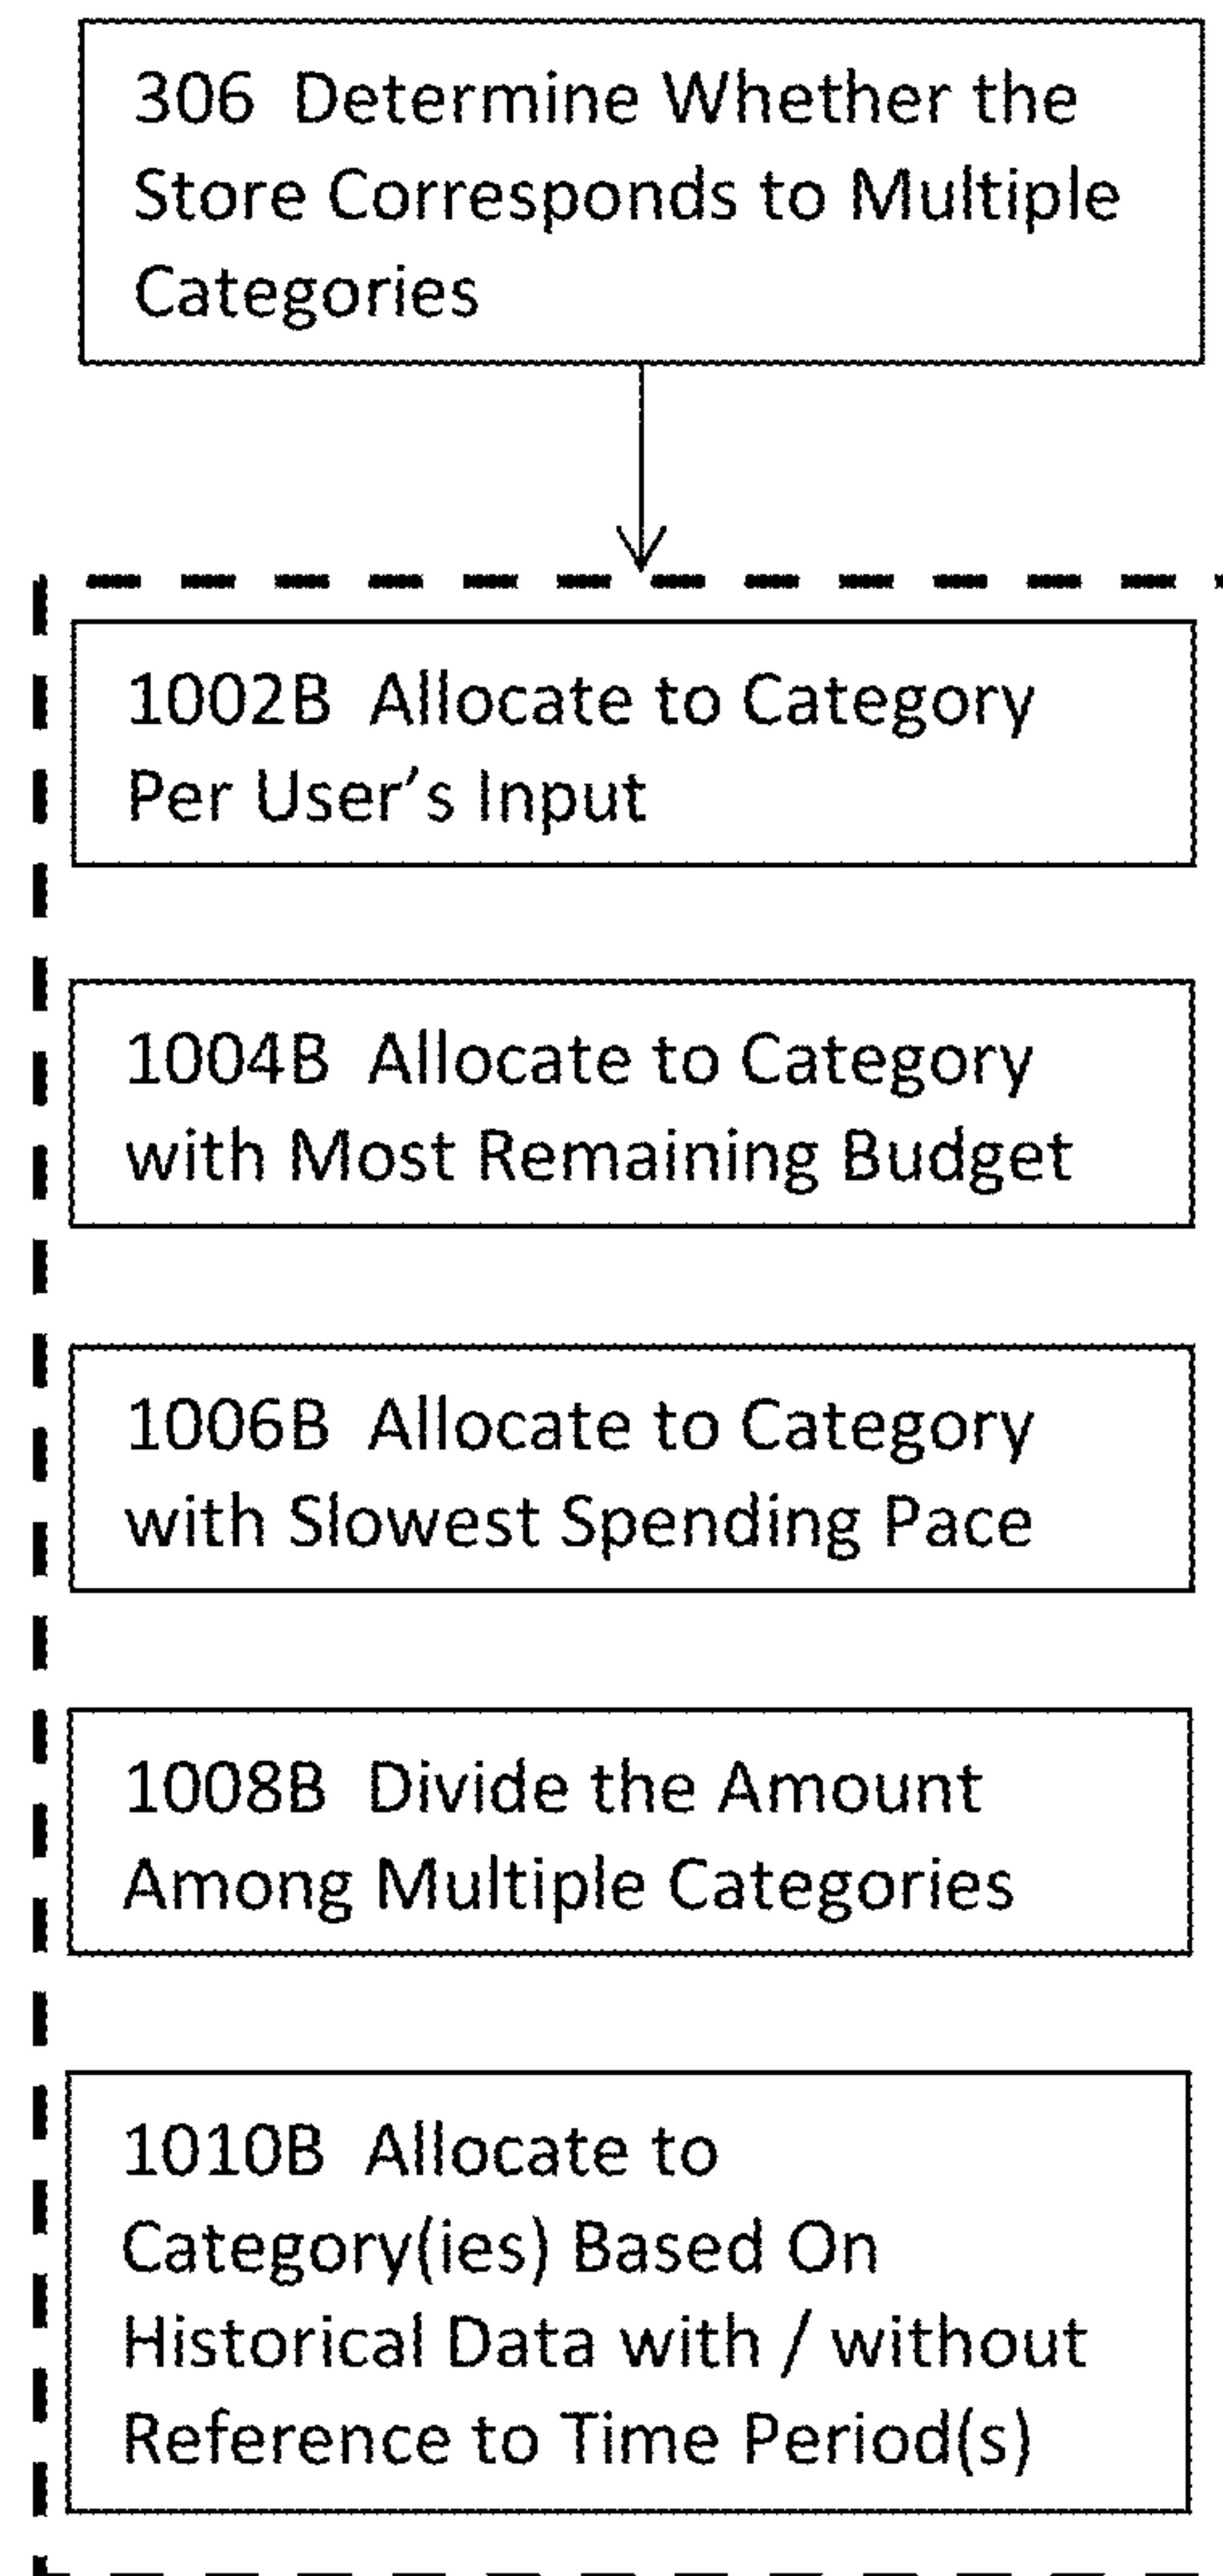 306 Determine Whether the
Store Corresponds to Multiple
Categories
1002B Allocate to Category
Per User’s Input
1004B Allocate to Category
with Most Remaining Budget
1006B Allocate to Category
with Slowest Spending Pace
1008B Divide the Amount
Among Multiple Categories
1010B Allocate to
Category(ies) Based On
Historical Data with / without
Reference to Time Period(s)